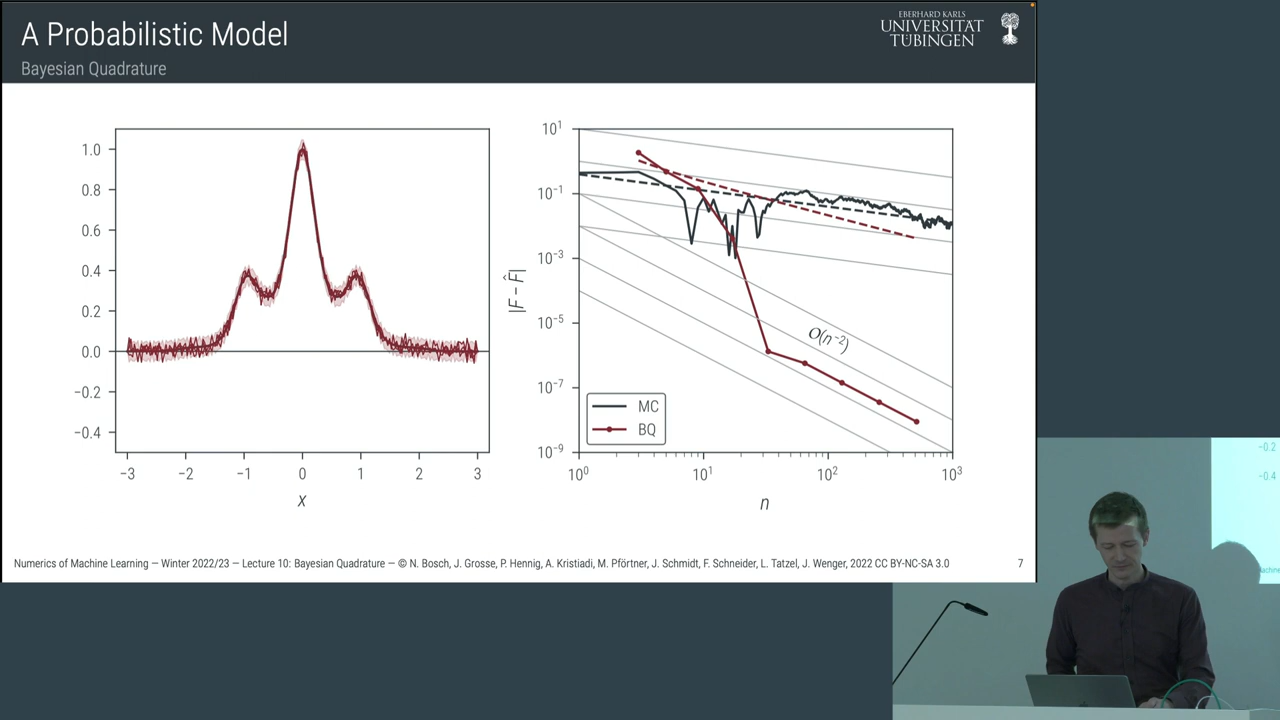 A Probabilistic Model
Bayesian Quadrature
EBERHARD KARLS
UNIVERSITÄT
TÜBINGEN
1.0
0.8
0.6
0.4
0.2
0.0
−0.2
−0.4
−3
−2
−1
0
1
2
3
x
10¹
10⁻¹
10⁻³
10⁻⁵
10⁻⁷
10⁻⁹
|F − F̂|
O(n⁻²)
MC
BQ
10⁰
10¹
10²
10³
n
Numerics of Machine Learning — Winter 2022/23 — Lecture 10: Bayesian Quadrature — © N. Bosch, J. Grosse, P. Hennig, A. Kristiadi, M. Pförtner, J. Schmidt, F. Schneider, L. Tatzel, J. Wenger, 2022 CC BY-NC-SA 3.0
7
−0.2
−0.4